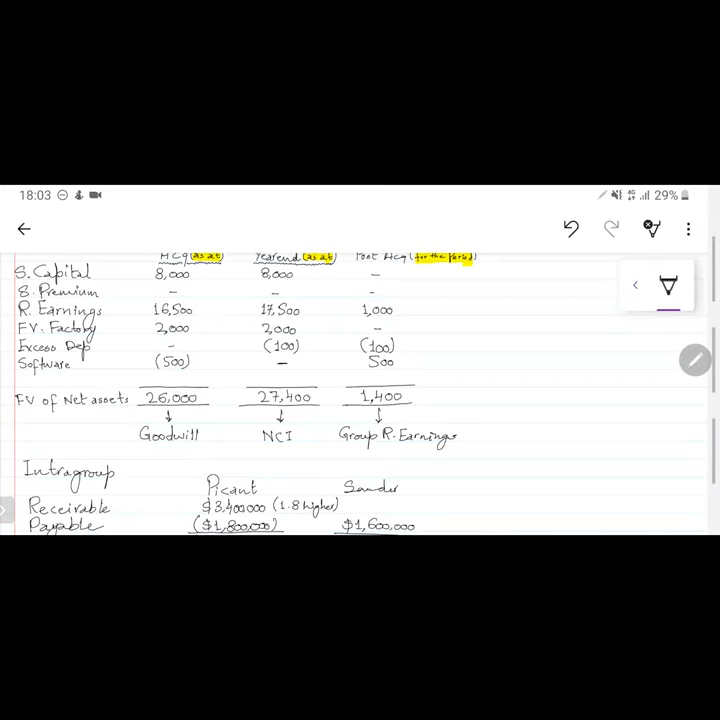 18:03 4G 29%
Acq (as at) Yearend (as at) Post Acq (for the period)
S. Capital 8,000 8,000 –
S. Premium – – –
R. Earnings 16,500 17,500 1,000
FV. Factory 2,000 2,000 –
Excess Dep – (100) (100)
Software (500) – 500
FV of Net assets 26,000 27,400 1,400
↓ ↓ ↓
Goodwill NCI Group R. Earnings
Intragroup
Picant Sander
Receivable $3,400,000 (1.8 higher)
Payable ($1,800,000) $1,600,000